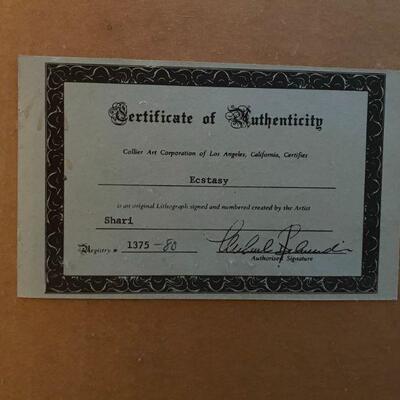 Certificate of Authenticity
Collier Art Corporation of Los Angeles, California, Certifies
Ecstasy
is an original Lithograph signed and numbered created by the Artist
Shari
Registry # 1375-80
Authorized Signature